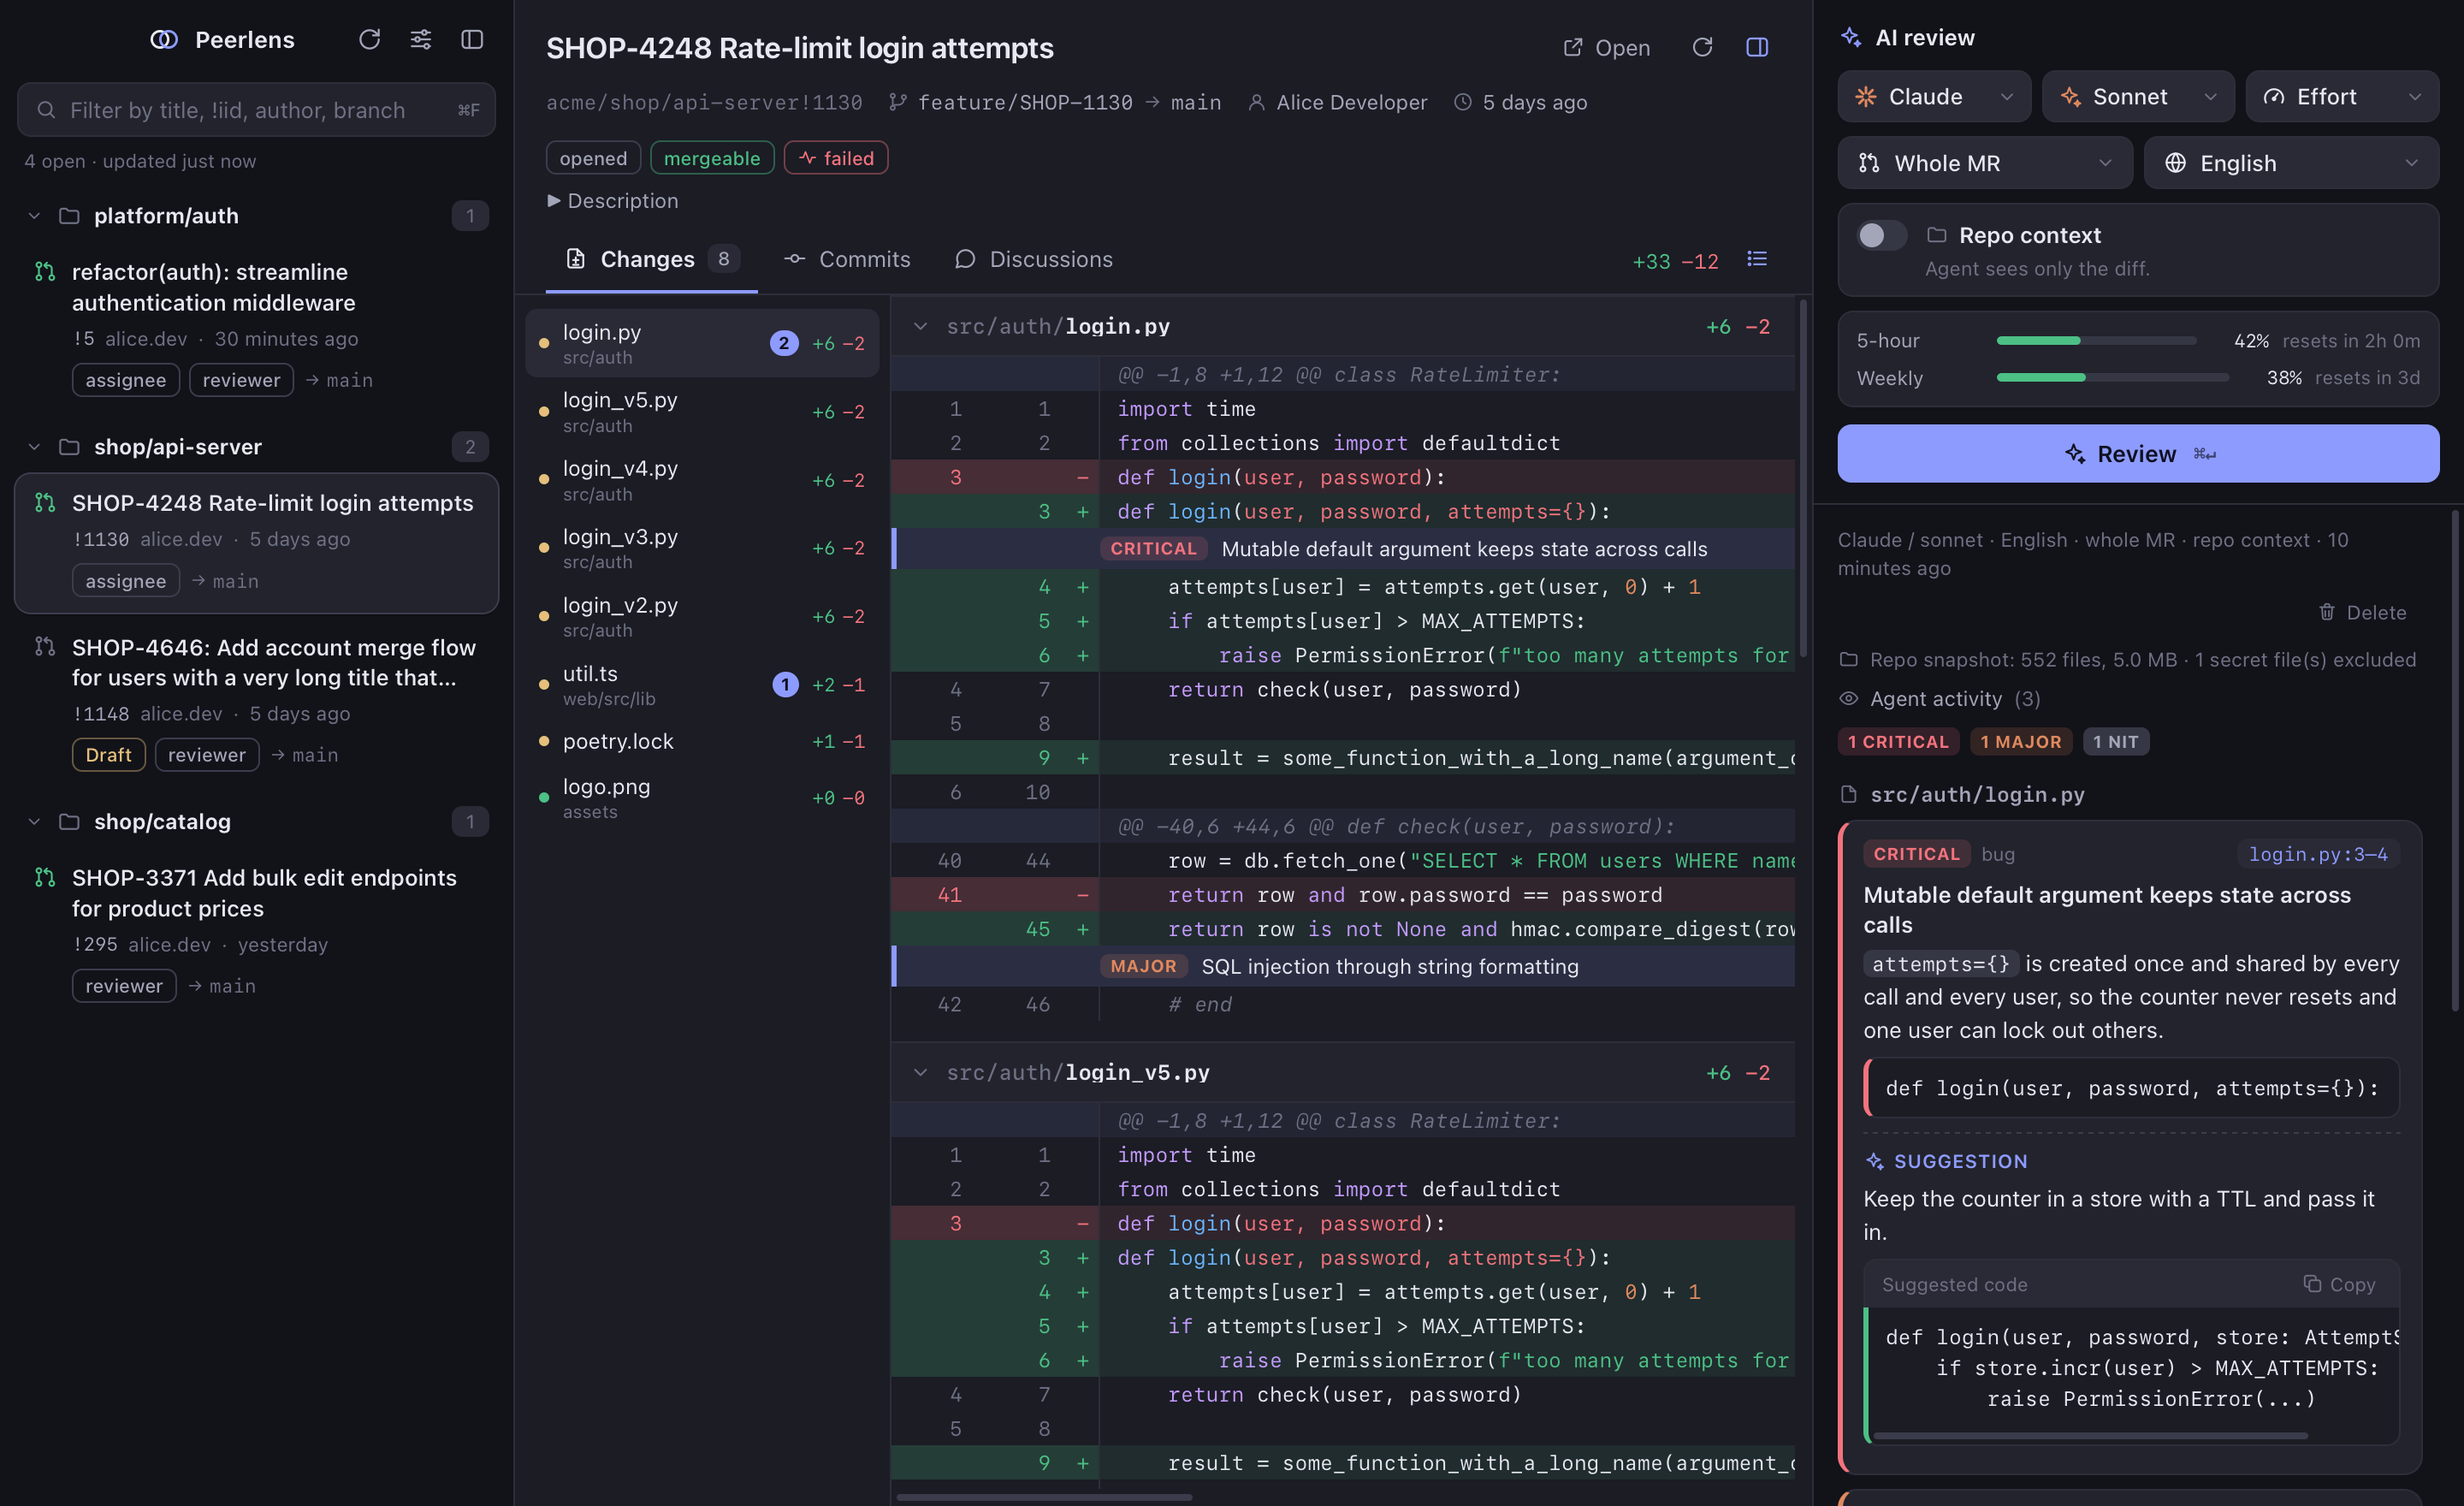 Peerlens
Filter by title, !iid, author, branch ⌘F
4 open · updated just now
platform/auth 1
refactor(auth): streamline
authentication middleware
!5 alice.dev · 30 minutes ago
assignee reviewer → main
shop/api-server 2
SHOP-4248 Rate-limit login attempts
!1130 alice.dev · 5 days ago
assignee → main
SHOP-4646: Add account merge flow
for users with a very long title that...
!1148 alice.dev · 5 days ago
Draft reviewer → main
shop/catalog 1
SHOP-3371 Add bulk edit endpoints
for product prices
!295 alice.dev · yesterday
reviewer → main
SHOP-4248 Rate-limit login attempts
Open
acme/shop/api-server!1130 feature/SHOP-1130 → main Alice Developer 5 days ago
opened mergeable failed
▶ Description
Changes 8 Commits Discussions +33 −12
login.py 2 +6 −2
src/auth
login_v5.py +6 −2
src/auth
login_v4.py +6 −2
src/auth
login_v3.py +6 −2
src/auth
login_v2.py +6 −2
src/auth
util.ts 1 +2 −1
web/src/lib
poetry.lock +1 −1
logo.png +0 −0
assets
src/auth/login.py +6 −2
@@ −1,8 +1,12 @@ class RateLimiter:
1 1 import time
2 2 from collections import defaultdict
3 − def login(user, password):
3 + def login(user, password, attempts={}):
CRITICAL Mutable default argument keeps state across calls
4 + attempts[user] = attempts.get(user, 0) + 1
5 + if attempts[user] > MAX_ATTEMPTS:
6 + raise PermissionError(f"too many attempts for
4 7 return check(user, password)
5 8
9 + result = some_function_with_a_long_name(argument_
6 10
@@ −40,6 +44,6 @@ def check(user, password):
40 44 row = db.fetch_one("SELECT * FROM users WHERE name
41 − return row and row.password == password
45 + return row is not None and hmac.compare_digest(row
MAJOR SQL injection through string formatting
42 46 # end
src/auth/login_v5.py +6 −2
@@ −1,8 +1,12 @@ class RateLimiter:
1 1 import time
2 2 from collections import defaultdict
3 − def login(user, password):
3 + def login(user, password, attempts={}):
4 + attempts[user] = attempts.get(user, 0) + 1
5 + if attempts[user] > MAX_ATTEMPTS:
6 + raise PermissionError(f"too many attempts for
4 7 return check(user, password)
5 8
9 + result = some_function_with_a_long_name(argument_
AI review
Claude Sonnet Effort
Whole MR English
Repo context
Agent sees only the diff.
5-hour 42% resets in 2h 0m
Weekly 38% resets in 3d
Review ⌘↵
Claude / sonnet · English · whole MR · repo context · 10
minutes ago
Delete
Repo snapshot: 552 files, 5.0 MB · 1 secret file(s) excluded
Agent activity (3)
1 CRITICAL 1 MAJOR 1 NIT
src/auth/login.py
CRITICAL bug login.py:3–4
Mutable default argument keeps state across
calls
attempts={} is created once and shared by every
call and every user, so the counter never resets and
one user can lock out others.
def login(user, password, attempts={}):
SUGGESTION
Keep the counter in a store with a TTL and pass it
in.
Suggested code Copy
def login(user, password, store: Attempts
if store.incr(user) > MAX_ATTEMPTS:
raise PermissionError(...)